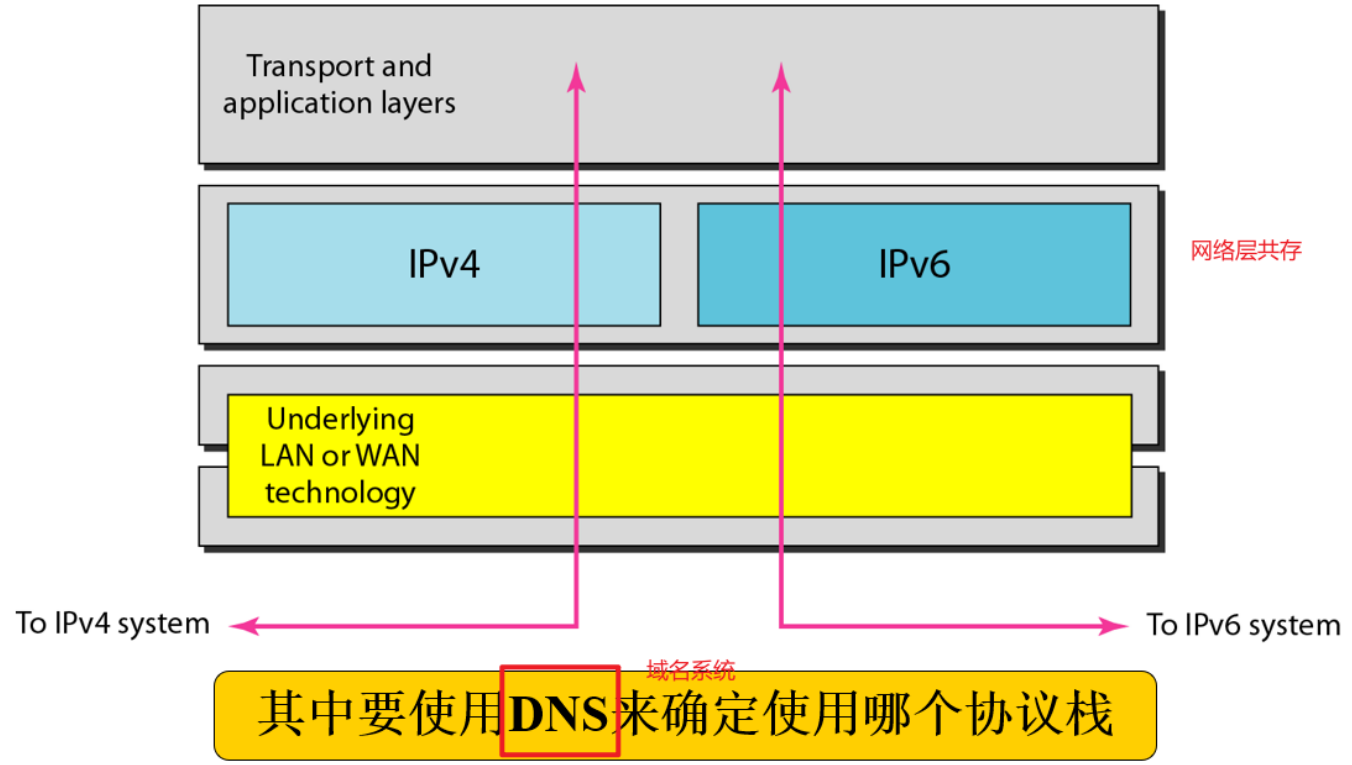 Transport and
application layers
IPv4
IPv6
网络层共存
Underlying
LAN or WAN
technology
To IPv4 system
To IPv6 system
域名系统
其中要使用DNS来确定使用哪个协议栈